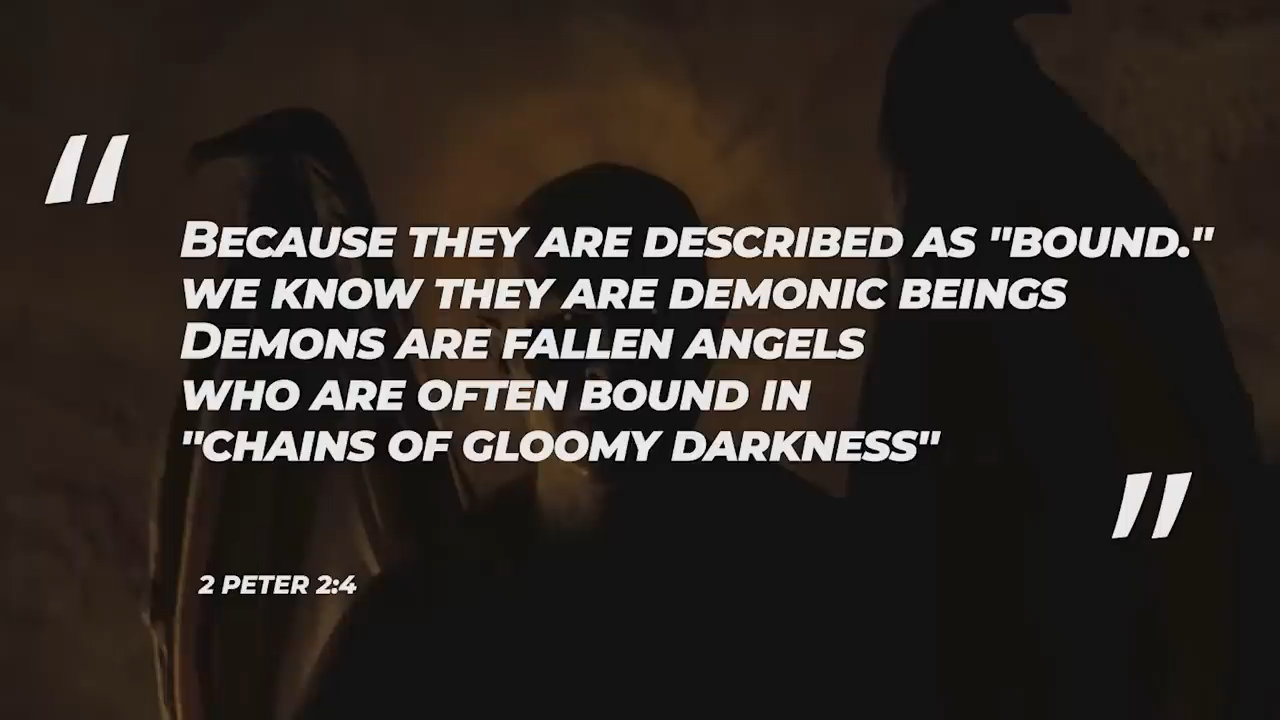 "
BECAUSE THEY ARE DESCRIBED AS "BOUND."
WE KNOW THEY ARE DEMONIC BEINGS
DEMONS ARE FALLEN ANGELS
WHO ARE OFTEN BOUND IN
"CHAINS OF GLOOMY DARKNESS"
"
2 PETER 2:4